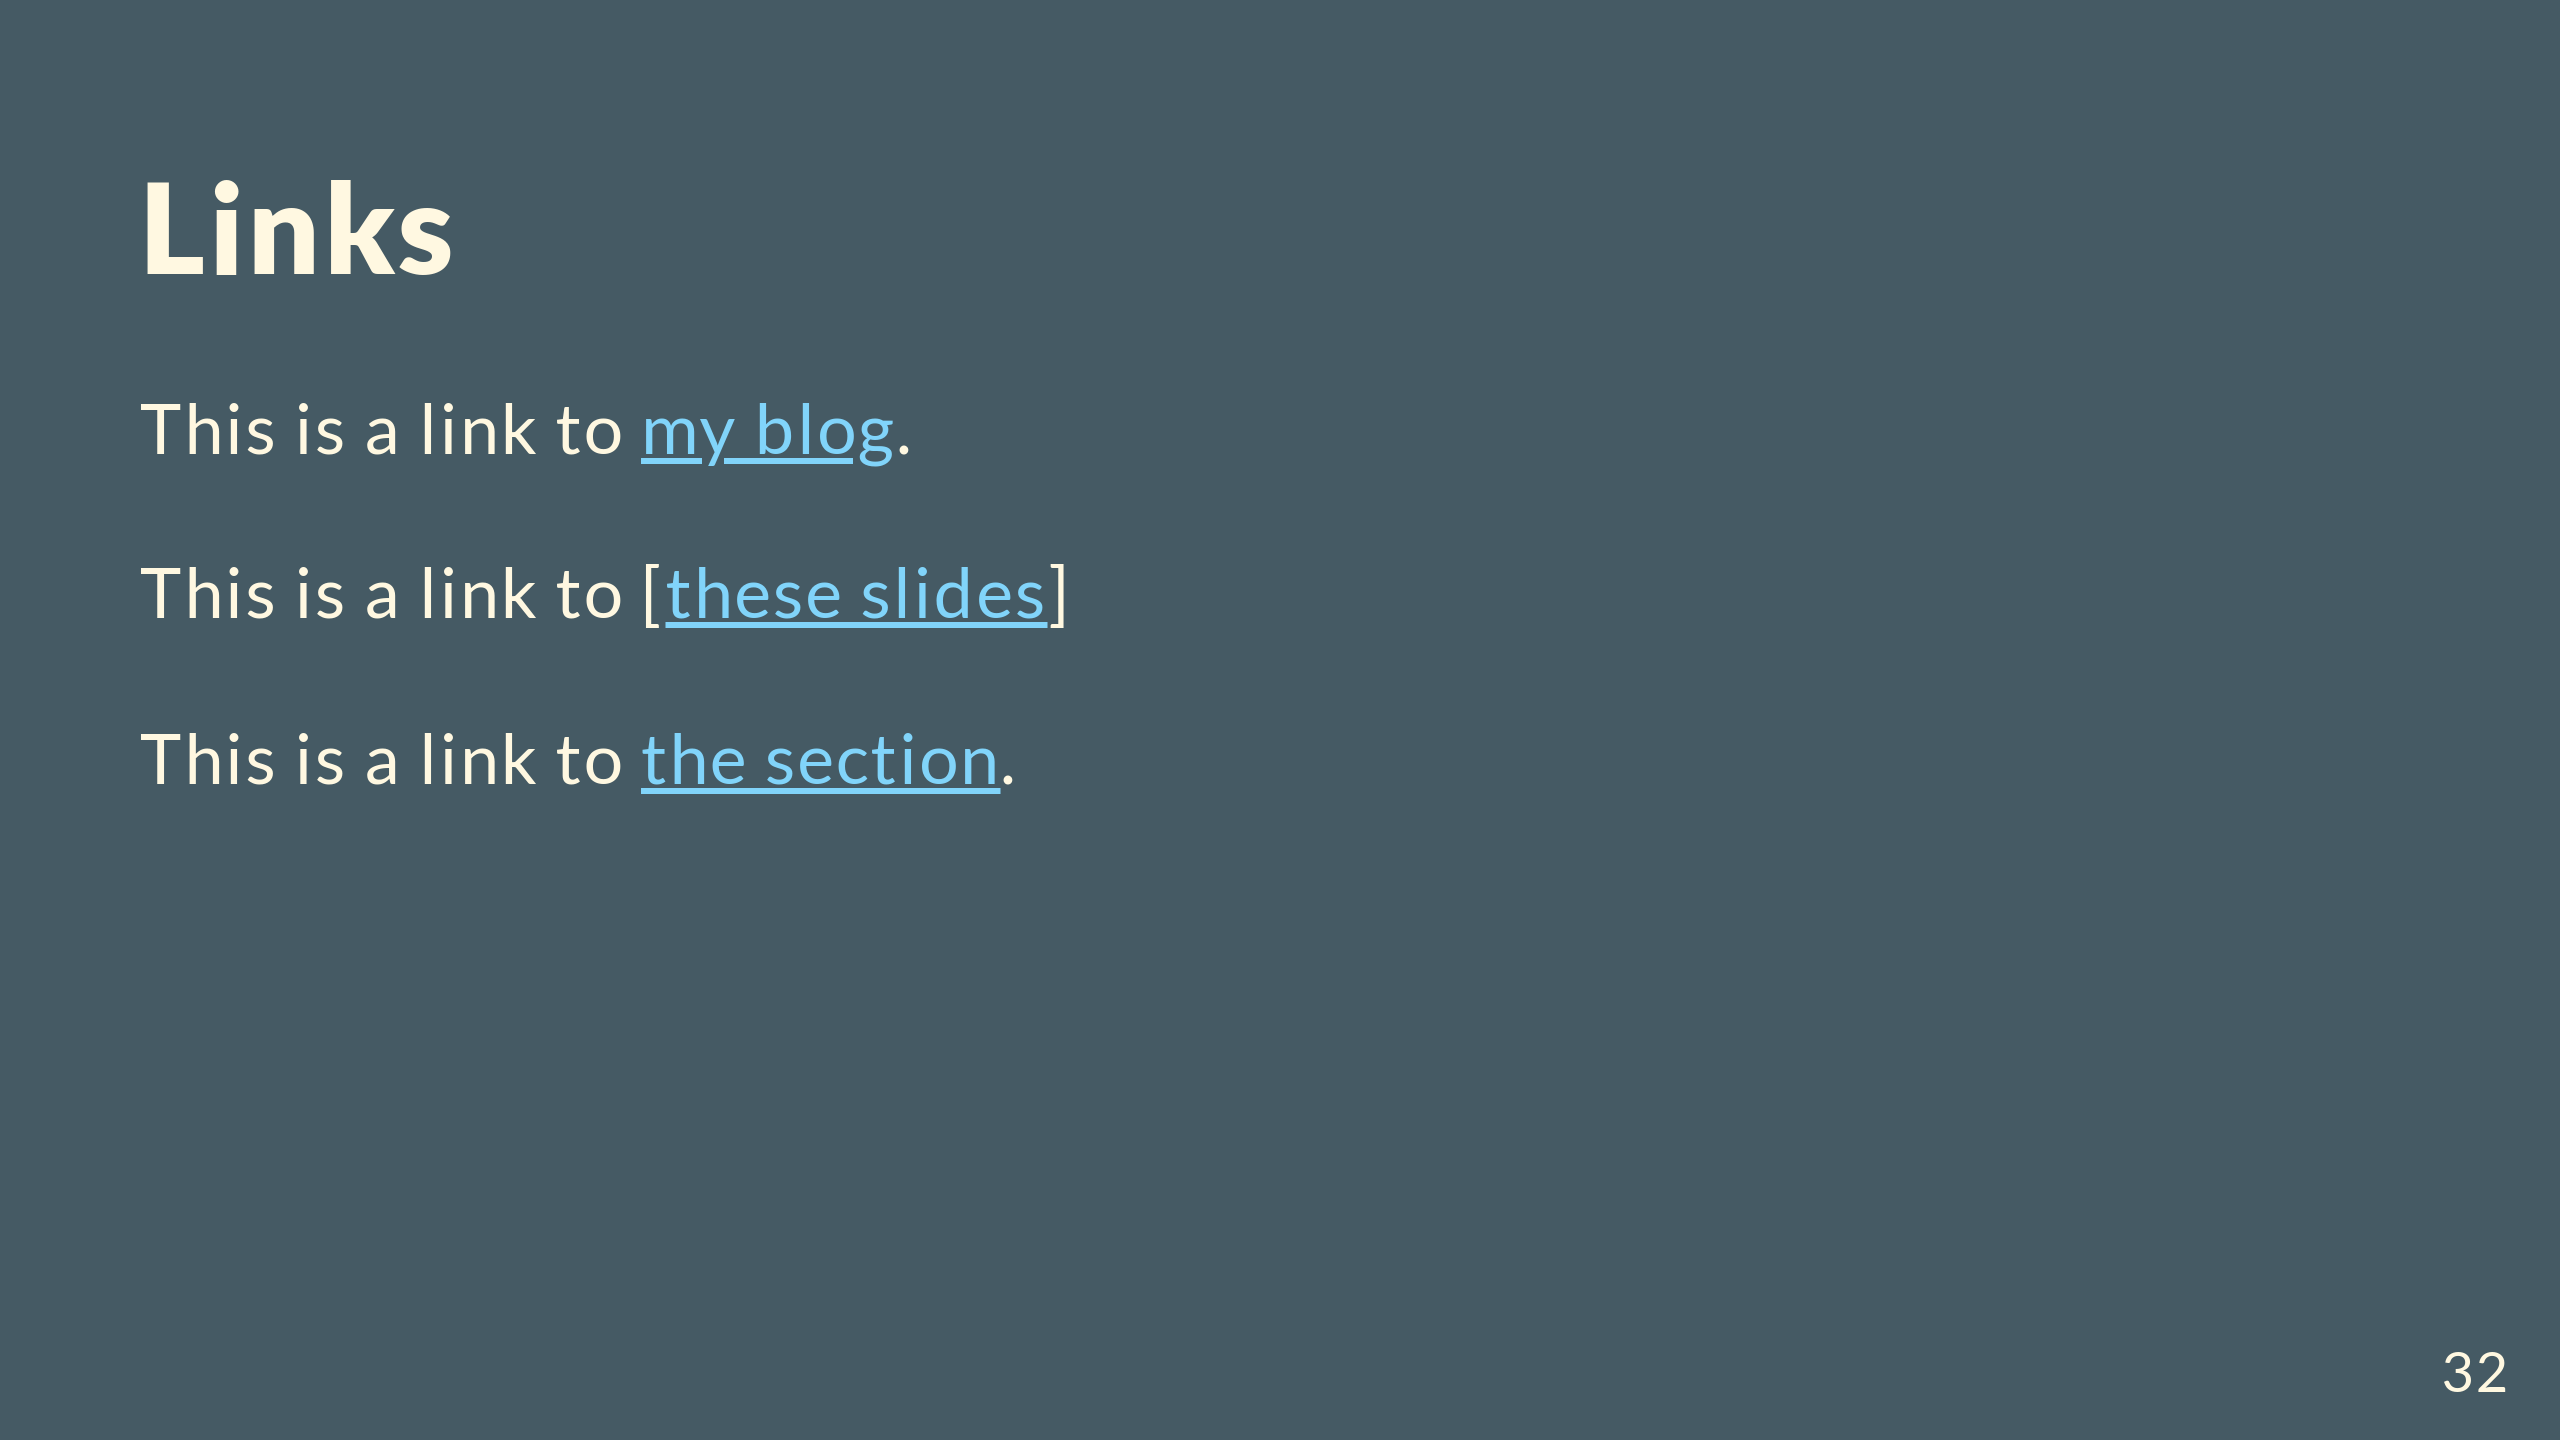 Links
This is a link to my blog.
This is a link to [these slides]
This is a link to the section.
32